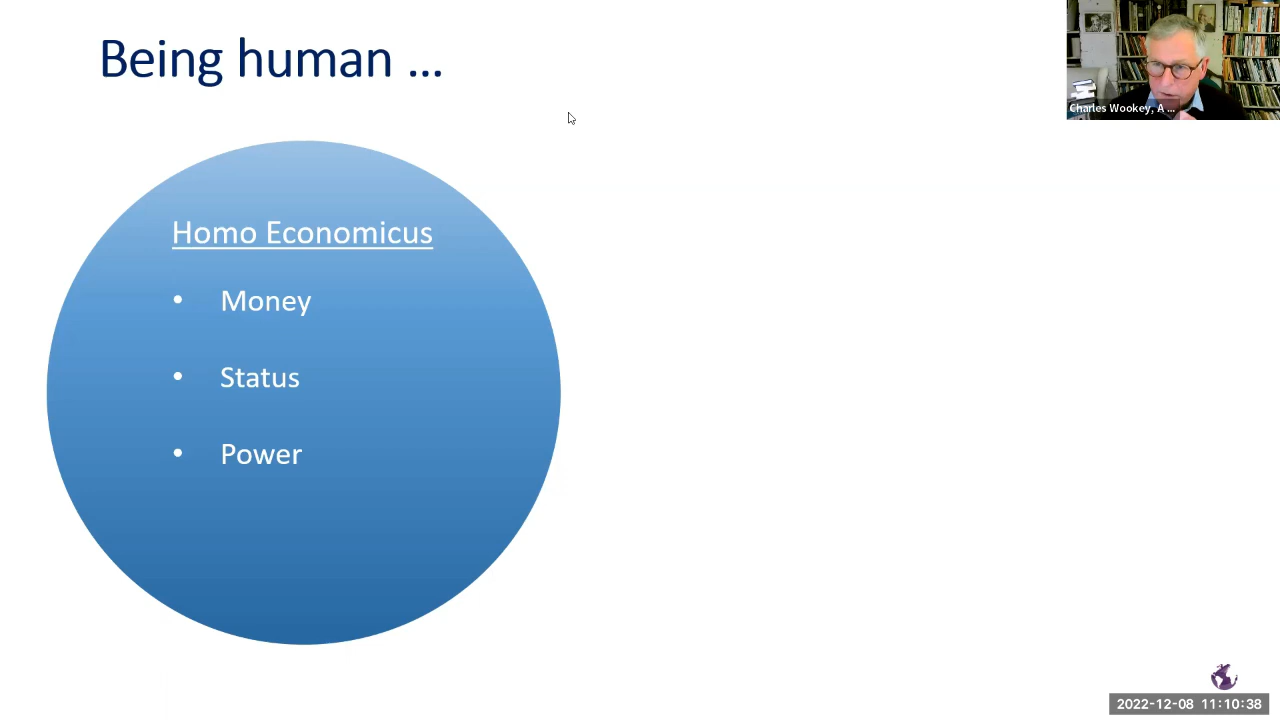 Being human ...
Charles Wookey, A ...
Homo Economicus
• Money
• Status
• Power
2022-12-08 11:10:38